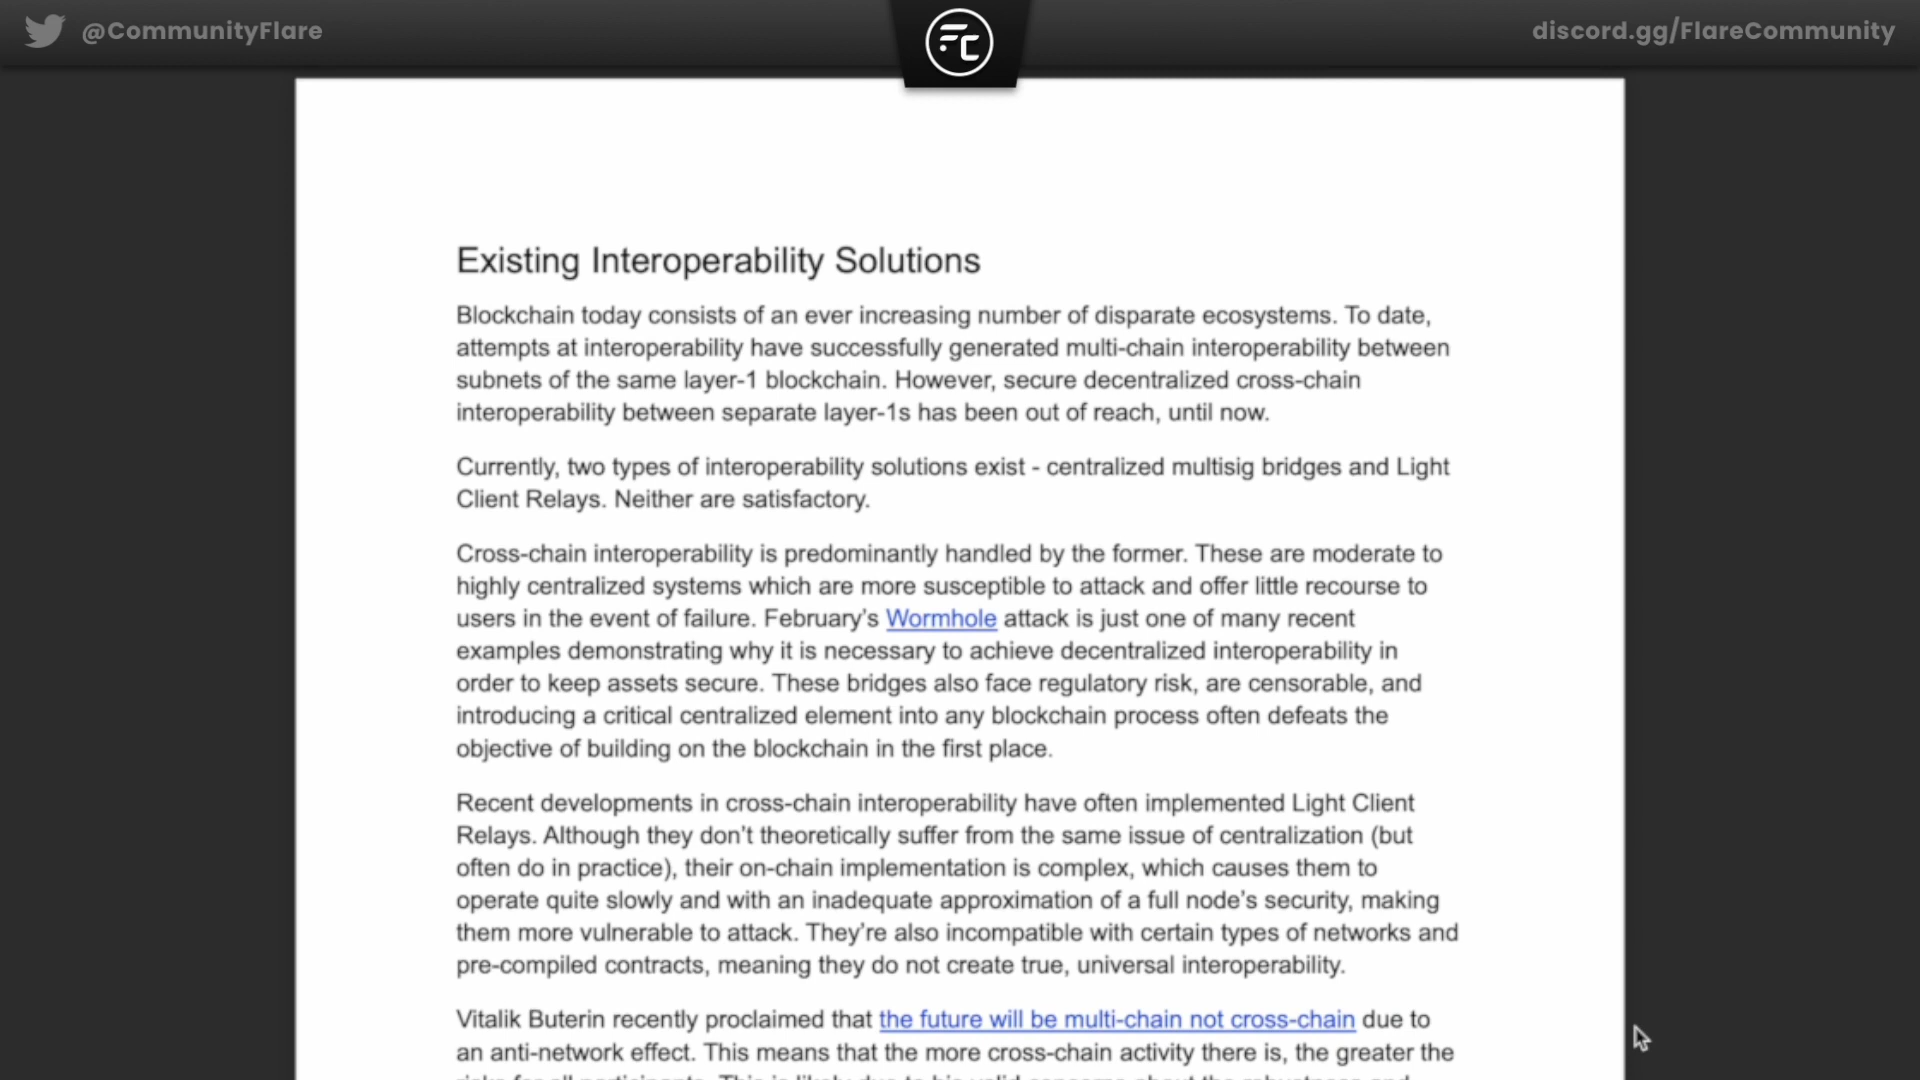 @CommunityFlare
FC
discord.gg/FlareCommunity
Existing Interoperability Solutions
Blockchain today consists of an ever increasing number of disparate ecosystems. To date,
attempts at interoperability have successfully generated multi-chain interoperability between
subnets of the same layer-1 blockchain. However, secure decentralized cross-chain
interoperability between separate layer-1s has been out of reach, until now.
Currently, two types of interoperability solutions exist - centralized multisig bridges and Light
Client Relays. Neither are satisfactory.
Cross-chain interoperability is predominantly handled by the former. These are moderate to
highly centralized systems which are more susceptible to attack and offer little recourse to
users in the event of failure. February’s Wormhole attack is just one of many recent
examples demonstrating why it is necessary to achieve decentralized interoperability in
order to keep assets secure. These bridges also face regulatory risk, are censorable, and
introducing a critical centralized element into any blockchain process often defeats the
objective of building on the blockchain in the first place.
Recent developments in cross-chain interoperability have often implemented Light Client
Relays. Although they don’t theoretically suffer from the same issue of centralization (but
often do in practice), their on-chain implementation is complex, which causes them to
operate quite slowly and with an inadequate approximation of a full node’s security, making
them more vulnerable to attack. They’re also incompatible with certain types of networks and
pre-compiled contracts, meaning they do not create true, universal interoperability.
Vitalik Buterin recently proclaimed that the future will be multi-chain not cross-chain due to
an anti-network effect. This means that the more cross-chain activity there is, the greater the